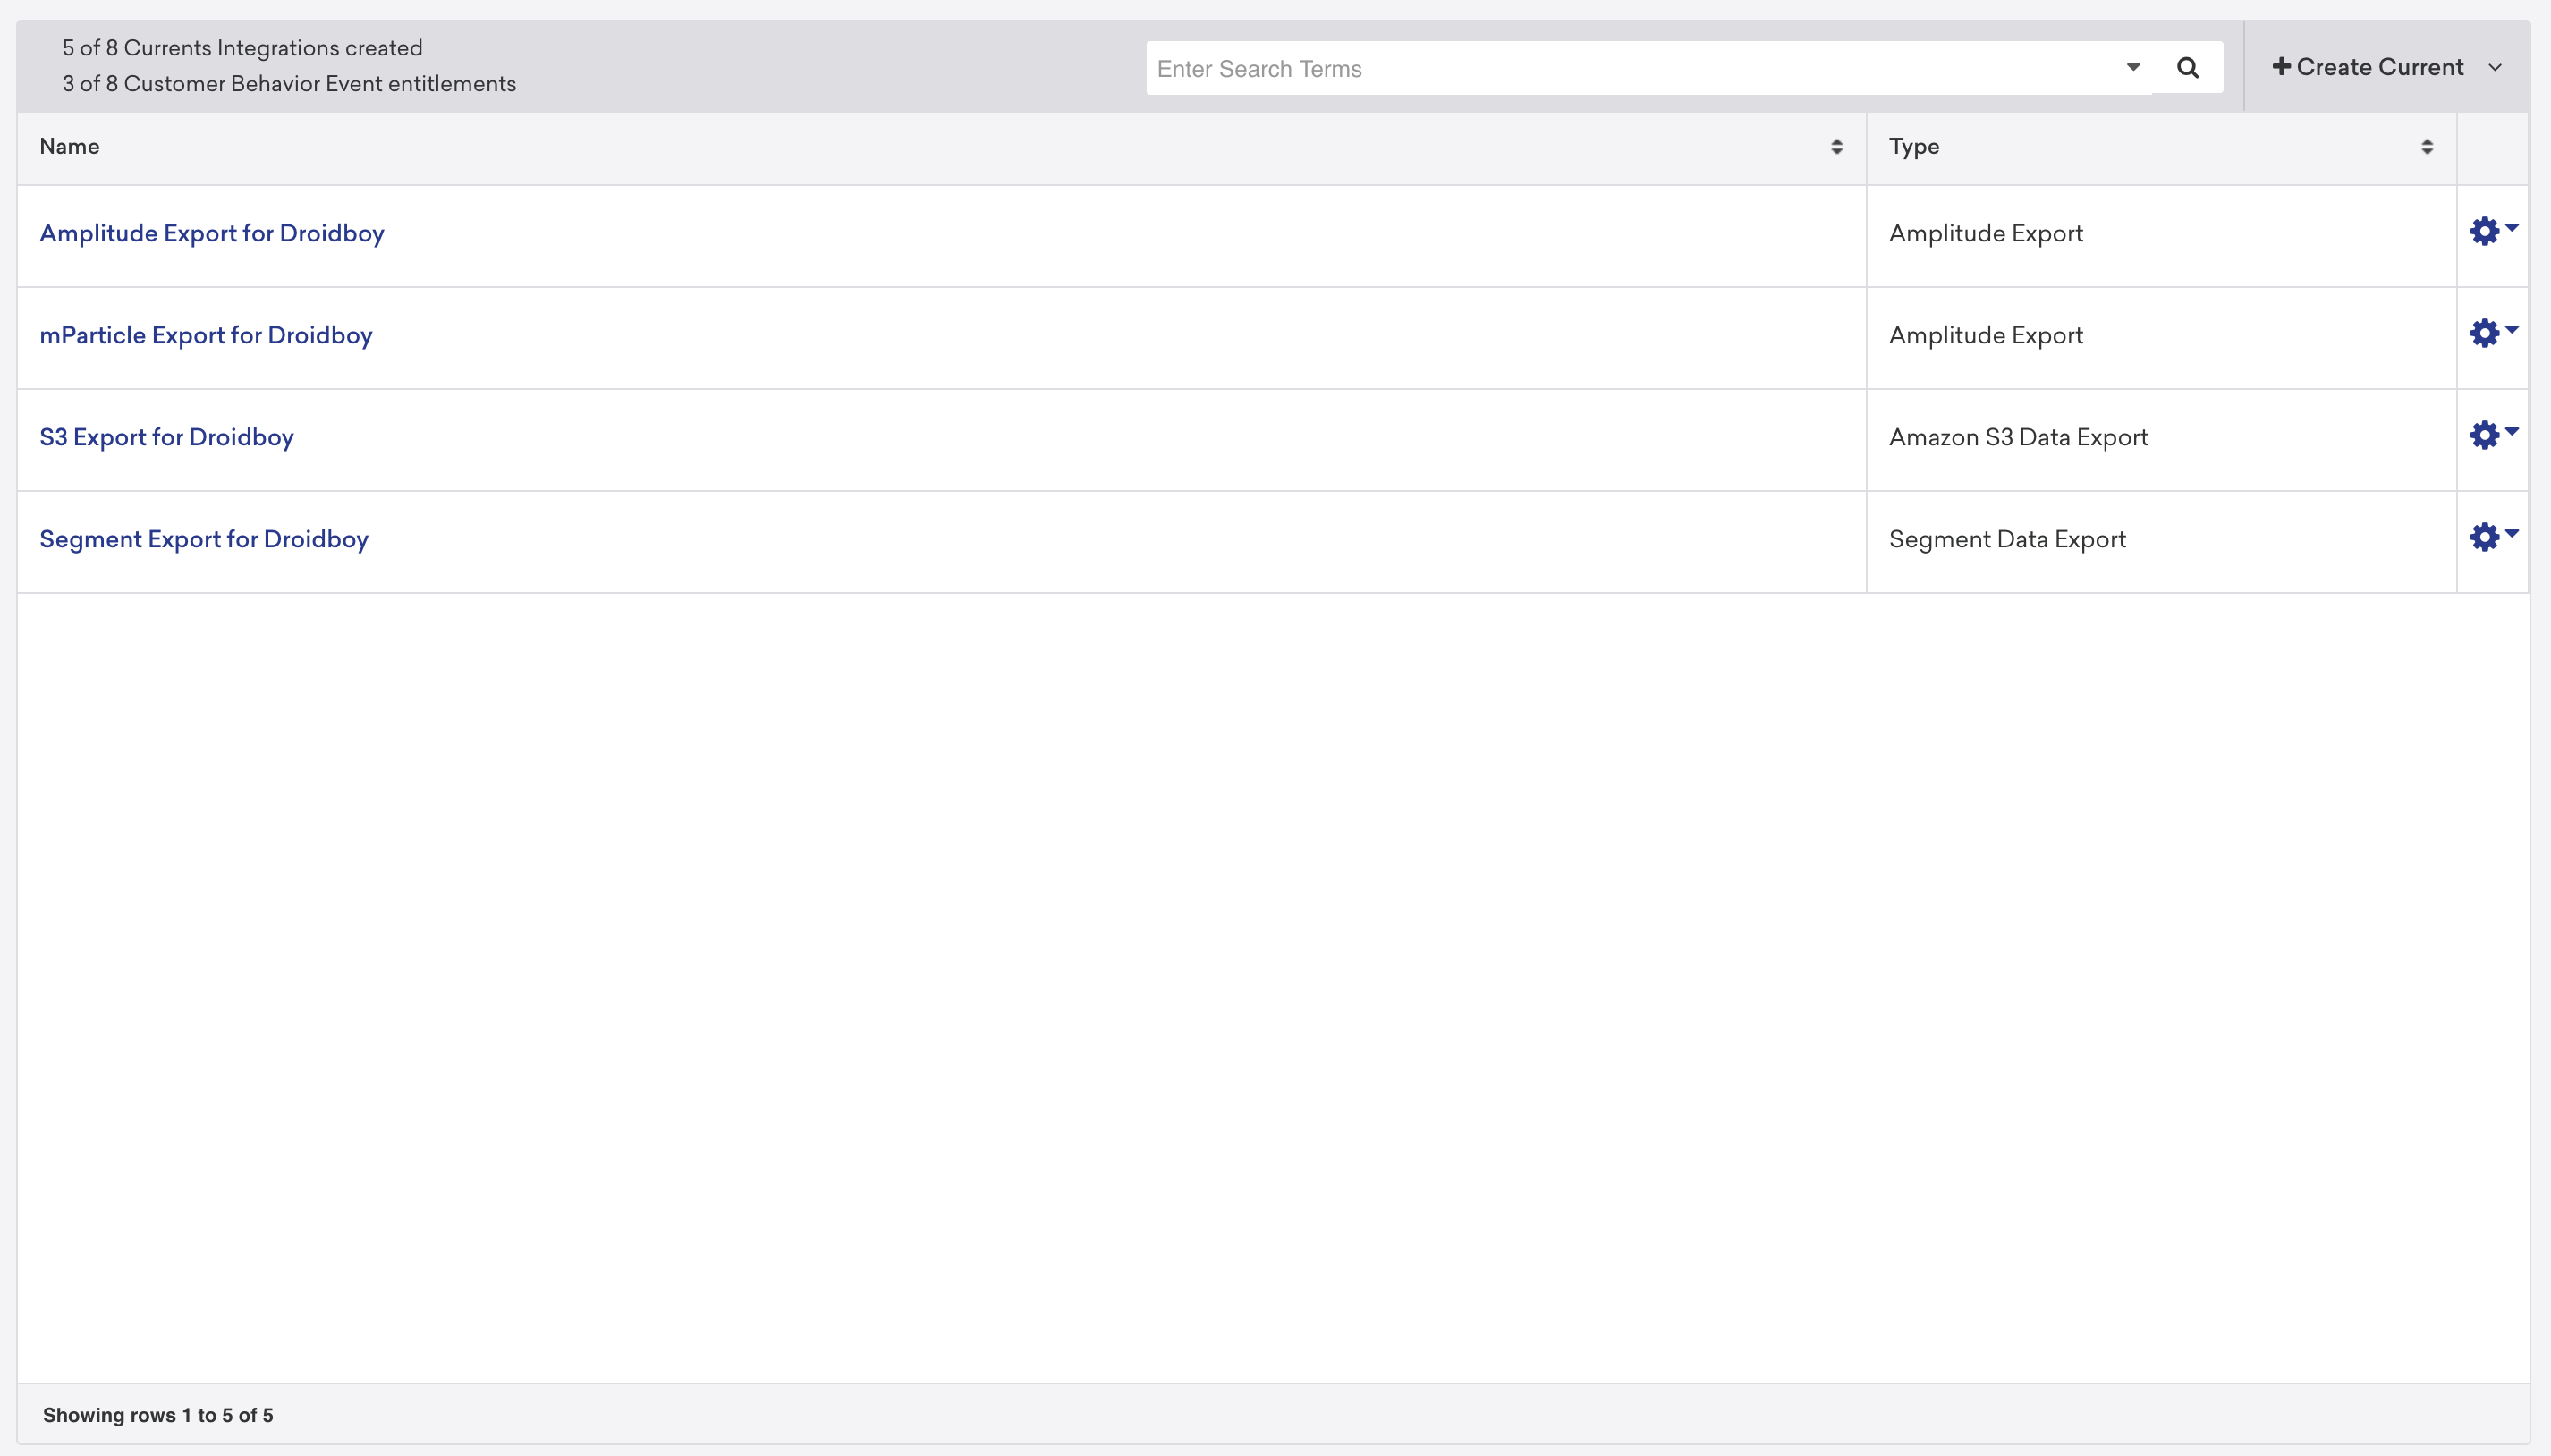 5 of 8 Currents Integrations created
3 of 8 Customer Behavior Event entitlements
Enter Search Terms
Create Current
Name Type
Amplitude Export for Droidboy Amplitude Export
mParticle Export for Droidboy Amplitude Export
S3 Export for Droidboy Amazon S3 Data Export
Segment Export for Droidboy Segment Data Export
Showing rows 1 to 5 of 5